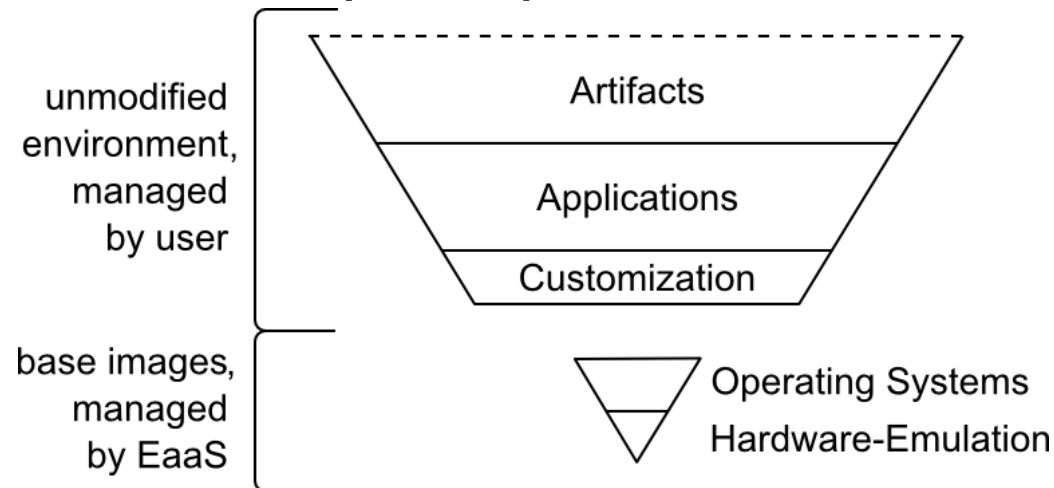 Artifacts
unmodified
environment,
managed
by user
Applications
Customization
base images,
managed
by EaaS
Operating Systems
Hardware-Emulation